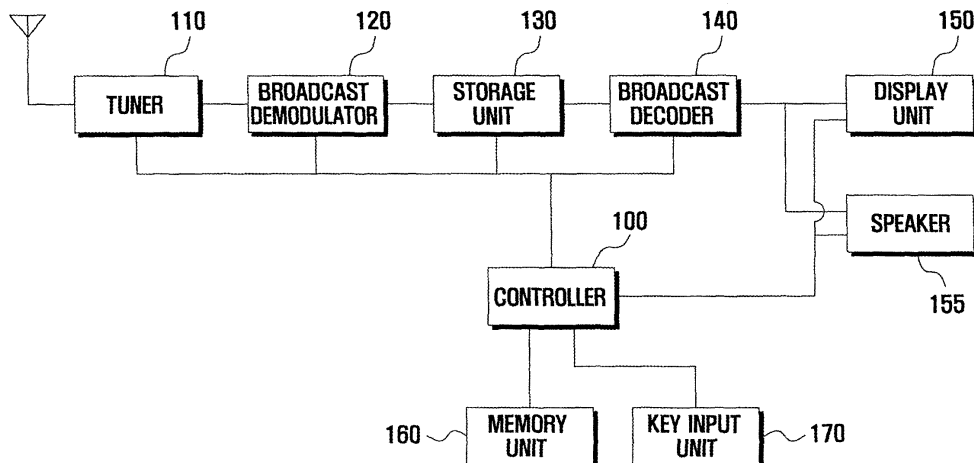 110
120
130
140
150
TUNER
BROADCAST
DEMODULATOR
STORAGE
UNIT
BROADCAST
DECODER
DISPLAY
UNIT
SPEAKER
155
100
CONTROLLER
160
MEMORY
UNIT
KEY INPUT
UNIT
170